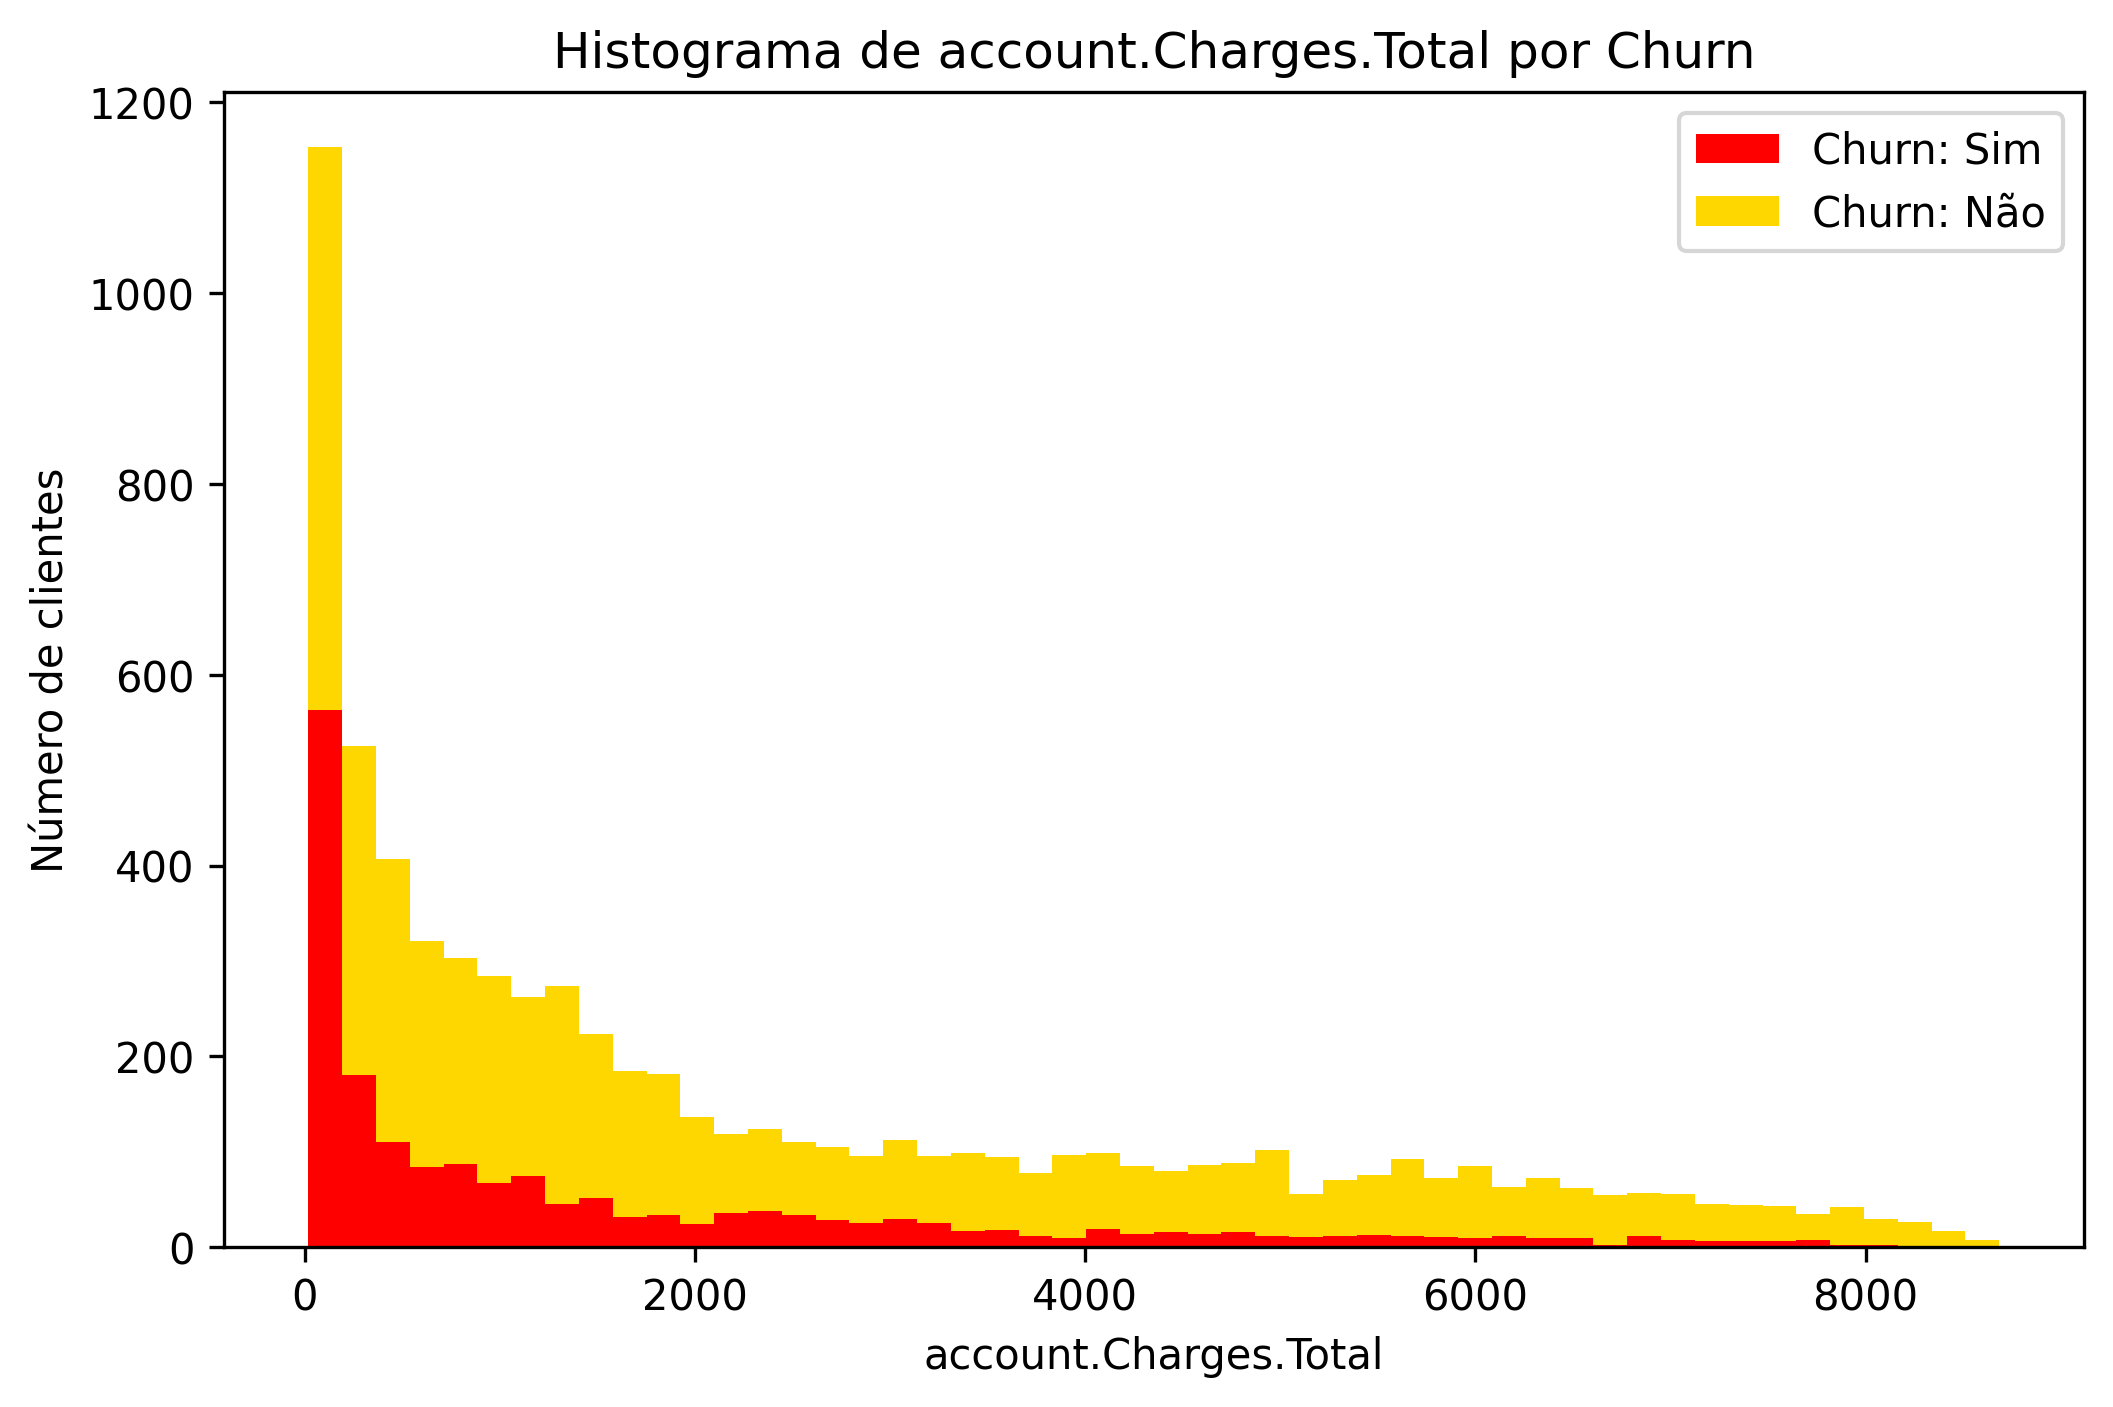 Histograma de account.Charges.Total por Churn
Churn: Sim
Churn: Não
Número de clientes
1200
1000
800
600
400
200
0
0 2000 4000 6000 8000
account.Charges.Total